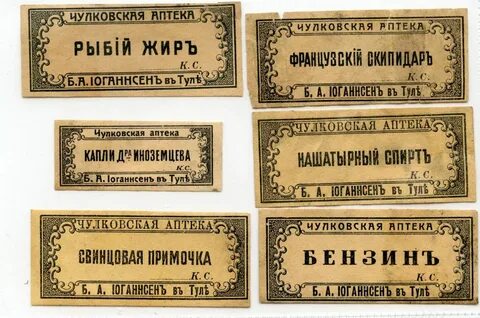 ЧУЛКОВСКАЯ АПТЕКА
РЫБІЙ ЖИРЪ
К.С.
Б.А. ІОГАННСЕНЪ въ ТУЛѢ
ЧУЛКОВСКАЯ АПТЕКА
ФРАНЦУЗСКІЙ СКИПИДАРЪ
К.С.
Б. А. ІОГАННСЕНЪ въ ТУЛѢ
Чулковская аптека
КАПЛИ Д-РА ИНОЗЕМЦЕВА
К.С.
Б. А. ІОГАННСЕНЪ въ ТУЛѢ
ЧУЛКОВСКАЯ АПТЕКА
НАШАТЫРНЫЙ СПИРТЪ
К.С.
Б. А. ІОГАННСЕНЪ въ ТУЛѢ
ЧУЛКОВСКАЯ АПТЕКА
СВИНЦОВАЯ ПРИМОЧКА
К.С.
Б. А. ІОГАННСЕНЪ въ ТУЛѢ
ЧУЛКОВСКАЯ АПТЕКА
БЕНЗИНЪ
К.С.
Б. А. ІОГАННСЕНЪ въ ТУЛѢ